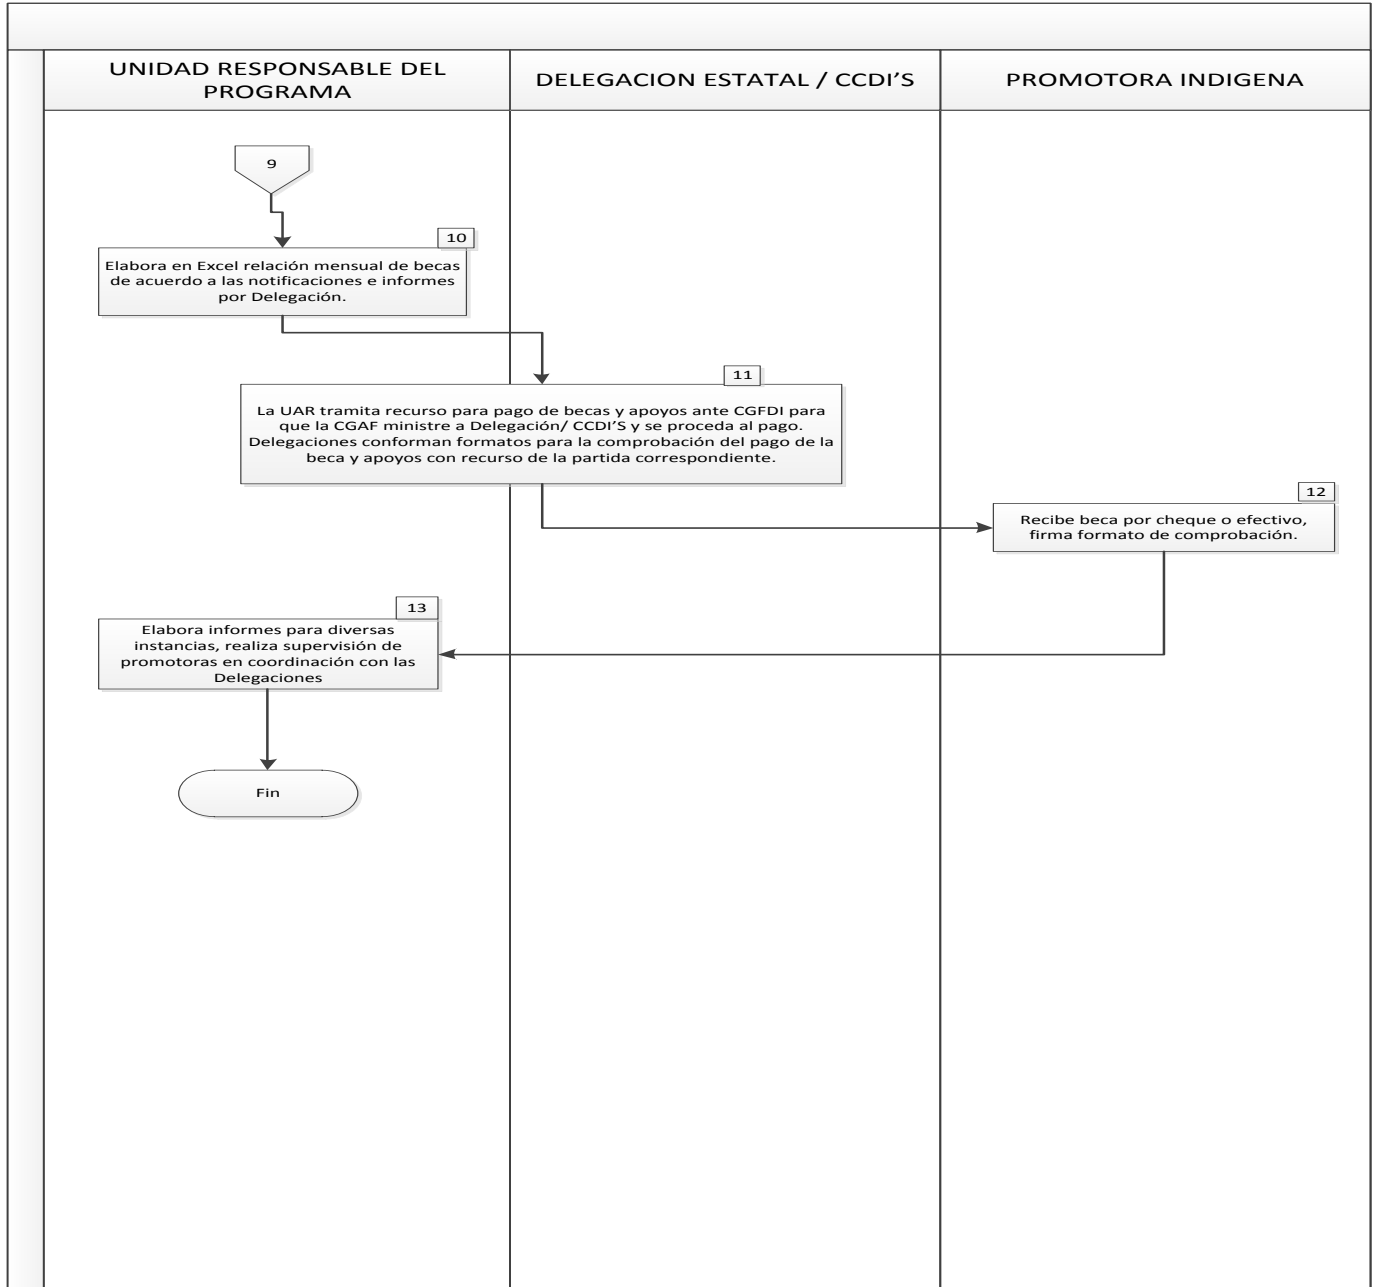 UNIDAD RESPONSABLE DEL
PROGRAMA
DELEGACION ESTATAL / CCDI'S
PROMOTORA INDIGENA
9
10
Elabora en Excel relación mensual de becas
de acuerdo a las notificaciones e informes
por Delegación.
11
La UAR tramita recurso para pago de becas y apoyos ante CGFDI para
que la CGAF ministre a Delegación/ CCDI'S y se proceda al pago.
Delegaciones conforman formatos para la comprobación del pago de la
beca y apoyos con recurso de la partida correspondiente.
12
Recibe beca por cheque o efectivo,
firma formato de comprobación.
13
Elabora informes para diversas
instancias, realiza supervisión de
promotoras en coordinación con las
Delegaciones
Fin